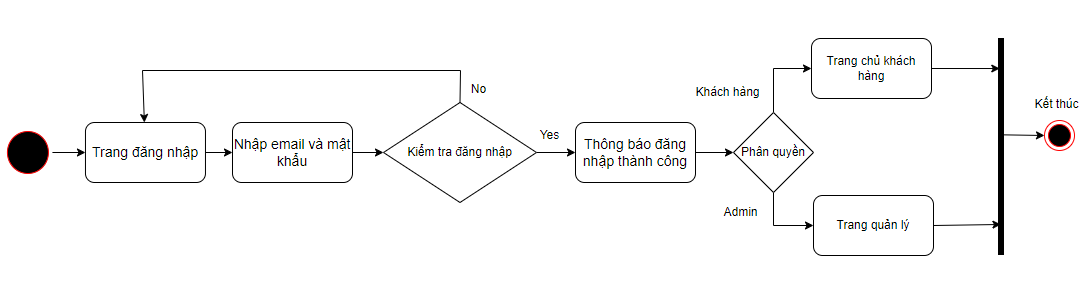 Trang đăng nhập
Nhập email và mật
khẩu
No
Kiểm tra đăng nhập
Yes
Thông báo đăng
nhập thành công
Khách hàng
Phân quyền
Admin
Trang chủ khách
hàng
Trang quản lý
Kết thúc